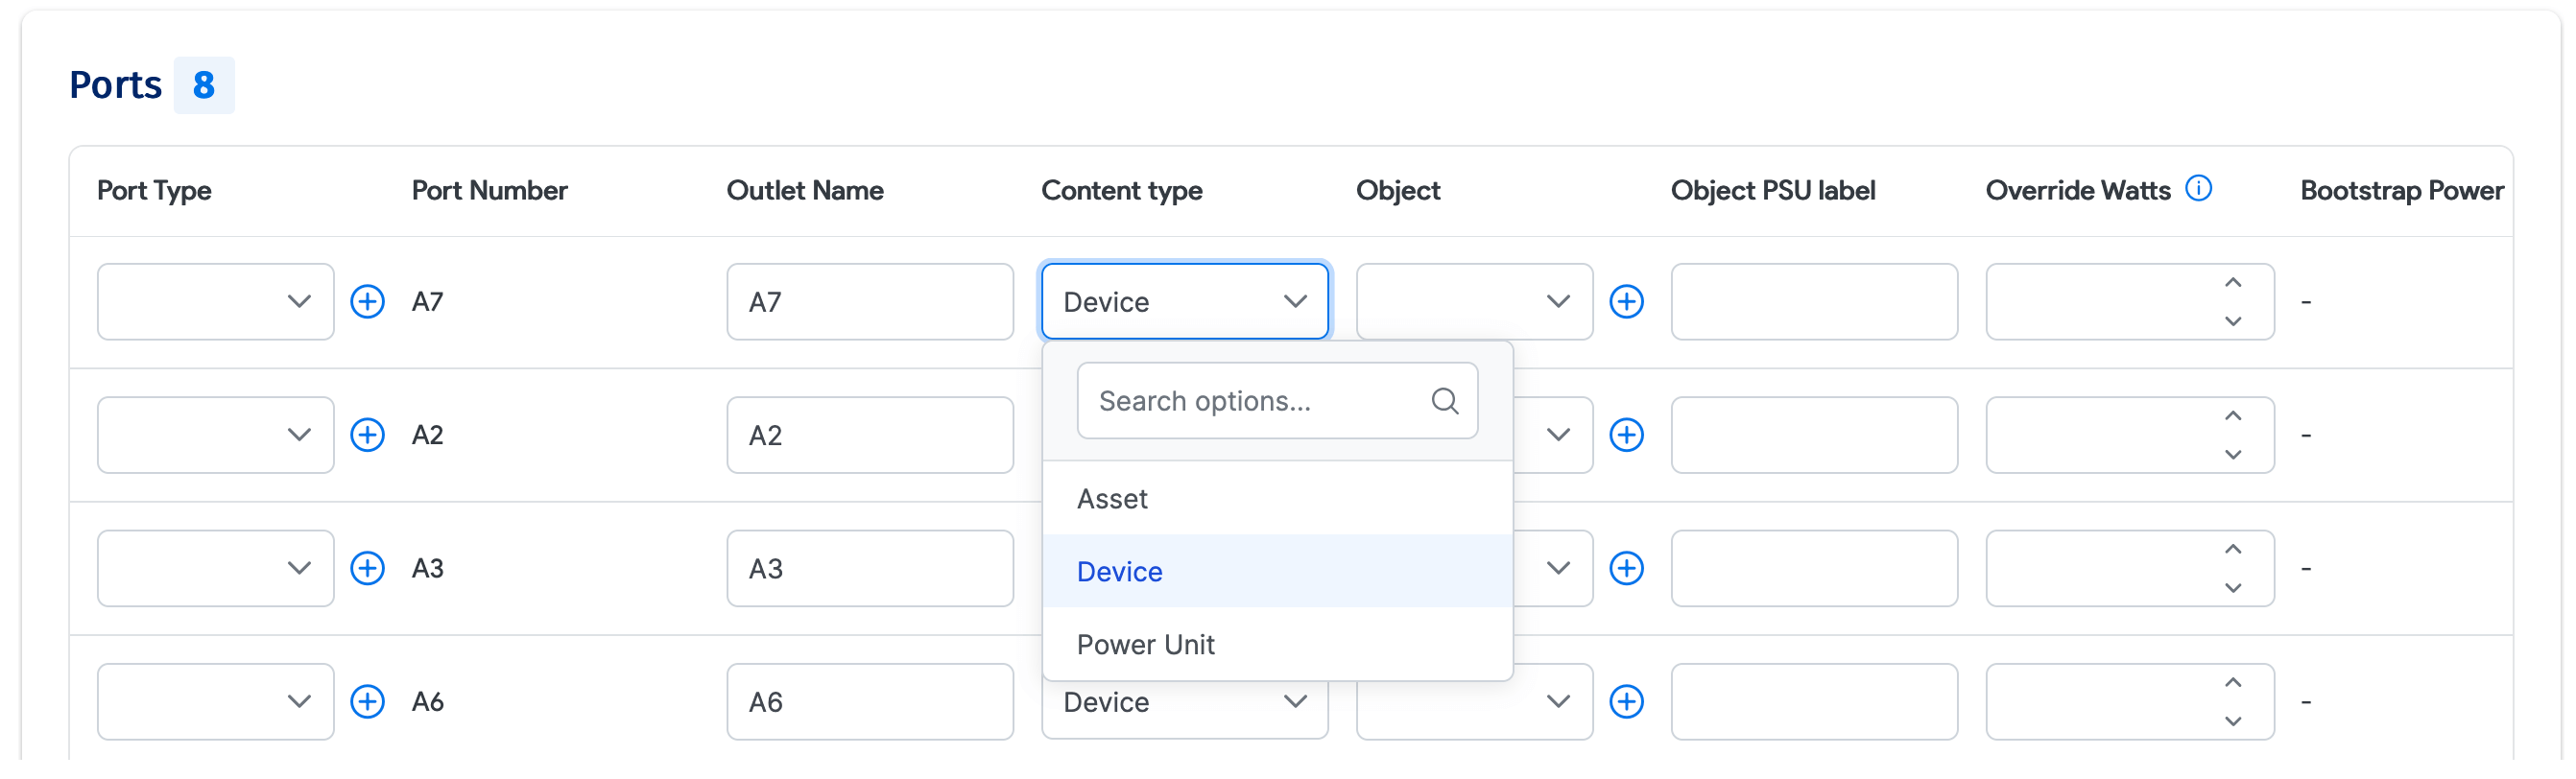 Ports 8
Port Type Port Number Outlet Name Content type Object Object PSU label Override Watts Bootstrap Power
A7 A7 Device -
Search options...
A2 A2 -
Asset
Device
A3 A3 -
Power Unit
A6 A6 Device -